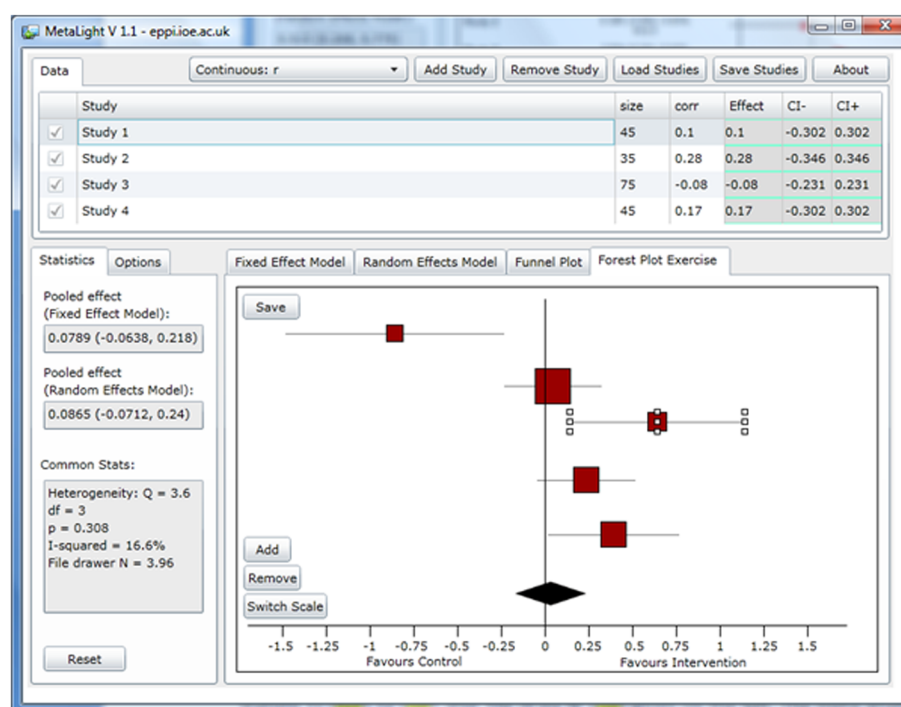 MetaLight V 1.1 - eppi.ioe.ac.uk
Data
Continuous: r
Add Study
Remove Study
Load Studies
Save Studies
About
Study size corr Effect CI- CI+
Study 1 45 0.1 0.1 -0.302 0.302
Study 2 35 0.28 0.28 -0.346 0.346
Study 3 75 -0.08 -0.08 -0.231 0.231
Study 4 45 0.17 0.17 -0.302 0.302
Statistics
Options
Pooled effect
(Fixed Effect Model):
0.0789 (-0.0638, 0.218)
Pooled effect
(Random Effects Model):
0.0865 (-0.0712, 0.24)
Common Stats:
Heterogeneity: Q = 3.6
df = 3
p = 0.308
I-squared = 16.6%
File drawer N = 3.96
Reset
Fixed Effect Model
Random Effects Model
Funnel Plot
Forest Plot Exercise
Save
Add
Remove
Switch Scale
-1.5 -1.25 -1 -0.75 -0.5 -0.25 0 0.25 0.5 0.75 1 1.25 1.5
Favours Control Favours Intervention